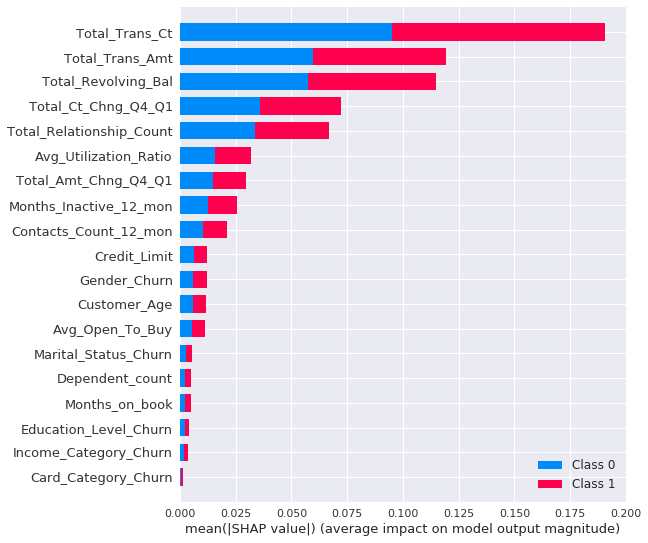 Total_Trans_Ct
Total_Trans_Amt
Total_Revolving_Bal
Total_Ct_Chng_Q4_Q1
Total_Relationship_Count
Avg_Utilization_Ratio
Total_Amt_Chng_Q4_Q1
Months_Inactive_12_mon
Contacts_Count_12_mon
Credit_Limit
Gender_Churn
Customer_Age
Avg_Open_To_Buy
Marital_Status_Churn
Dependent_count
Months_on_book
Education_Level_Churn
Income_Category_Churn
Card_Category_Churn
Class 0
Class 1
0.000 0.025 0.050 0.075 0.100 0.125 0.150 0.175 0.200
mean(|SHAP value|) (average impact on model output magnitude)